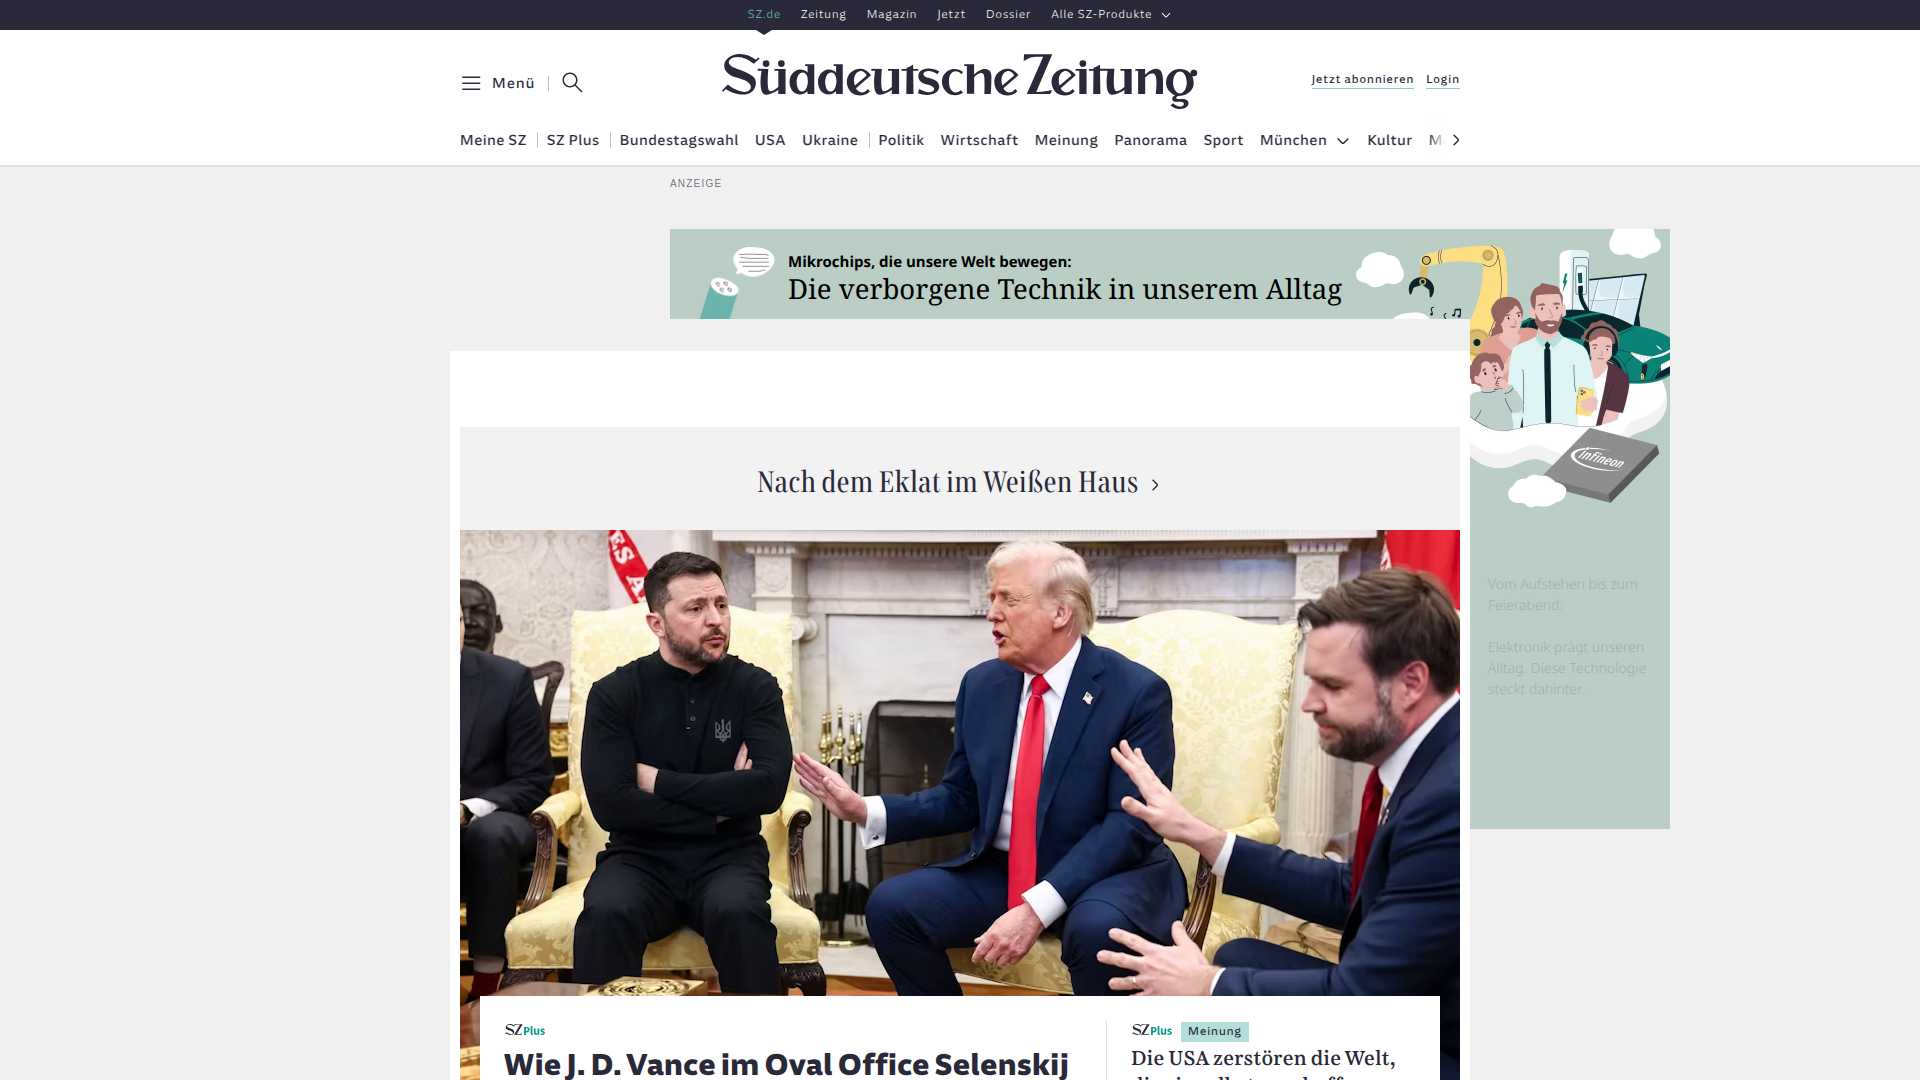 SZ.de Zeitung Magazin Jetzt Dossier Alle SZ-Produkte
Menü
Süddeutsche Zeitung
Jetzt abonnieren Login
Meine SZ SZ Plus Bundestagswahl USA Ukraine Politik Wirtschaft Meinung Panorama Sport München Kultur M
ANZEIGE
Mikrochips, die unsere Welt bewegen:
Die verborgene Technik in unserem Alltag
infineon
Nach dem Eklat im Weißen Haus
Vom Aufstehen bis zum
Feierabend:
Elektronik prägt unseren
Alltag. Diese Technologie
steckt dahinter.
SZ Plus
Wie J. D. Vance im Oval Office Selenskij
SZ Plus Meinung
Die USA zerstören die Welt,